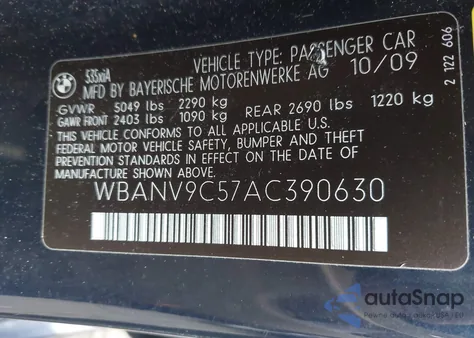 535xiA
VEHICLE TYPE: PASSENGER CAR
MFD BY BAYERISCHE MOTORENWERKE AG 10/09
GVWR 5049 lbs 2290 kg
GAWR FRONT 2403 lbs 1090 kg REAR 2690 lbs 1220 kg
THIS VEHICLE CONFORMS TO ALL APPLICABLE U.S.
FEDERAL MOTOR VEHICLE SAFETY, BUMPER AND THEFT
PREVENTION STANDARDS IN EFFECT ON THE DATE OF
MANUFACTURE SHOWN ABOVE.
WBANV9C57AC390630
2 122 606
autoSnap